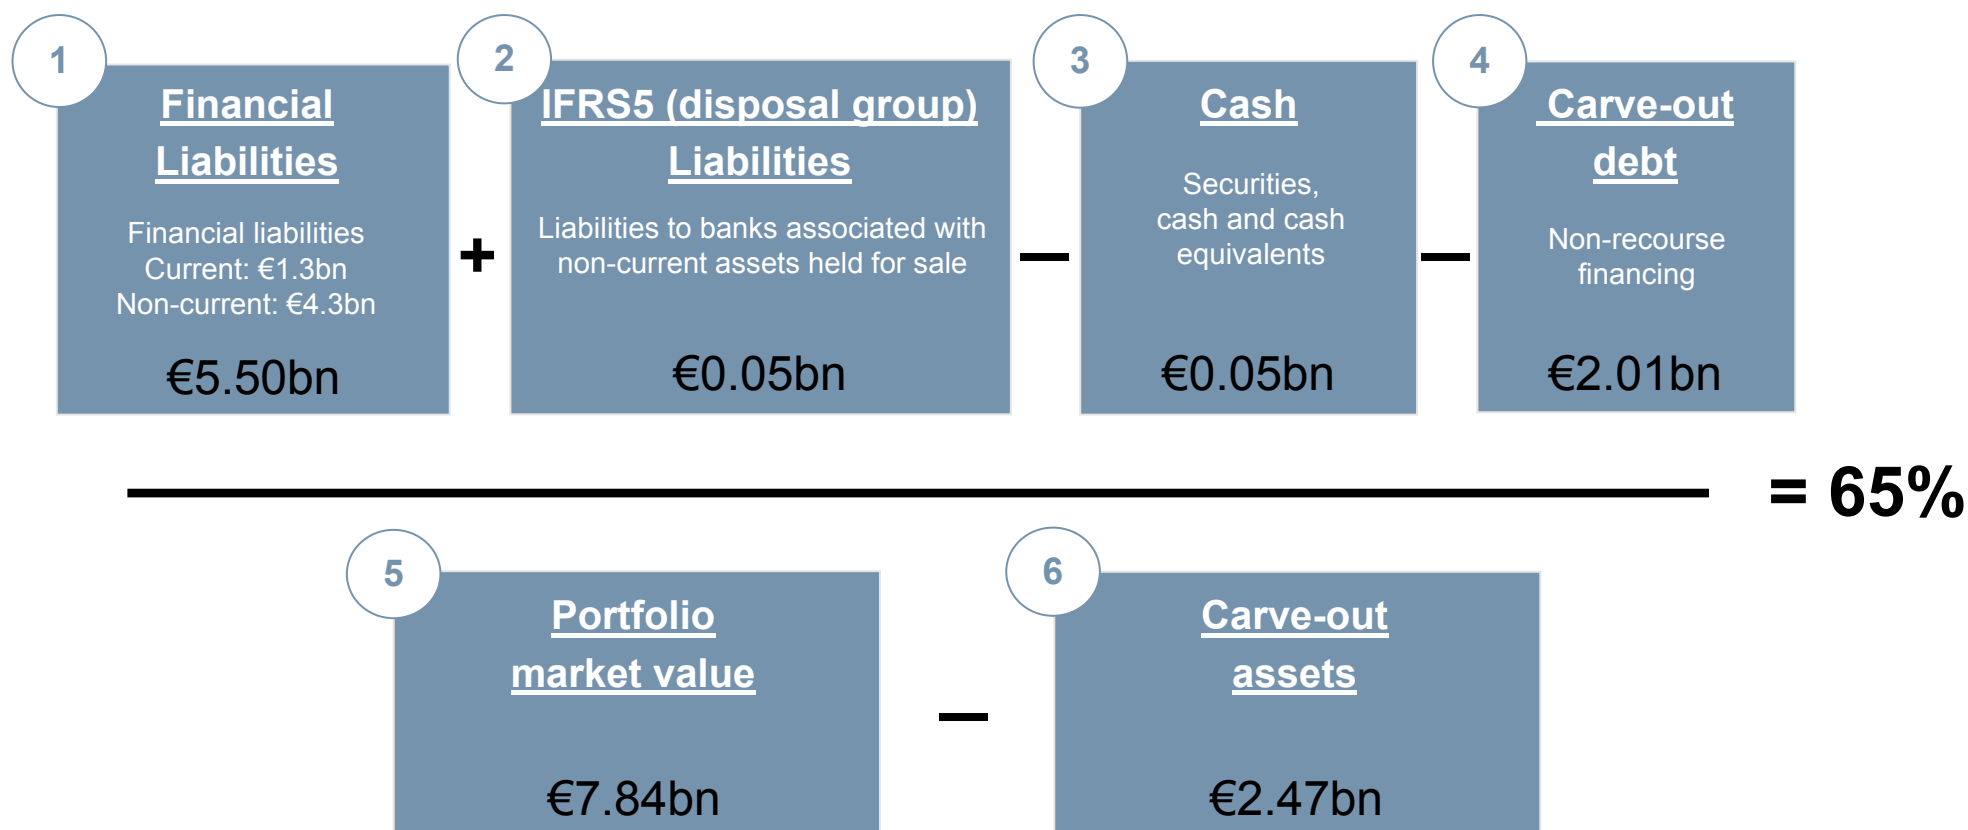 1
Financial
Liabilities
Financial liabilities
Current: €1.3bn
Non-current: €4.3bn
€5.50bn
+
2
IFRS5 (disposal group)
Liabilities
Liabilities to banks associated with
non-current assets held for sale
€0.05bn
—
3
Cash
Securities,
cash and cash
equivalents
€0.05bn
—
4
Carve-out
debt
Non-recourse
financing
€2.01bn
= 65%
5
Portfolio
market value
€7.84bn
—
6
Carve-out
assets
€2.47bn